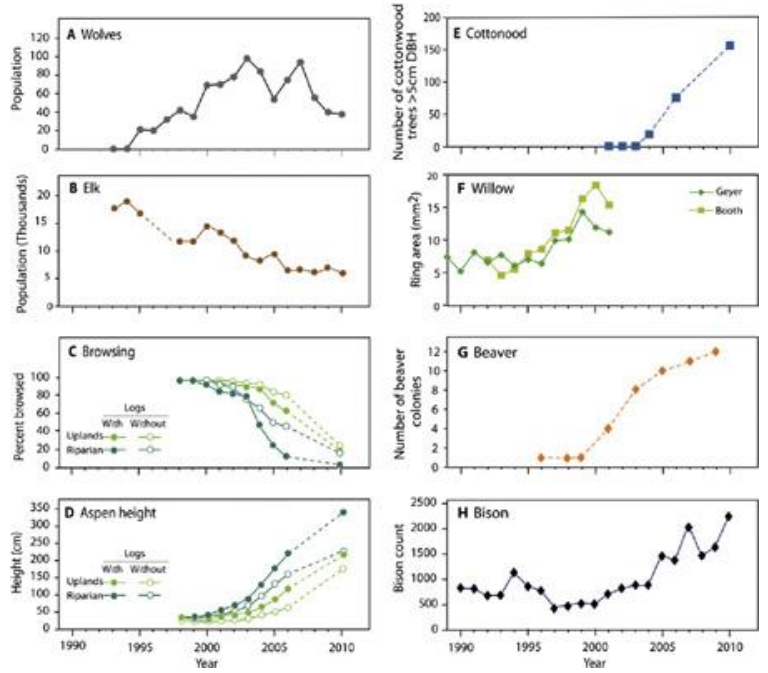 A Wolves
Population
120
100
80
60
40
20
0
B Elk
Population (Thousands)
20
15
10
5
0
C Browsing
Percent browsed
100
80
60
40
20
0
Logs
With Without
Uplands
Riparian
D Aspen height
Height (cm)
350
300
250
200
150
100
50
0
Logs
With Without
Uplands
Riparian
1990 1995 2000 2005 2010
Year
E Cottonood
Number of cottonwood
trees >5cm DBH
200
150
100
50
0
F Willow
Ring area (mm2)
20
15
10
5
0
Geyer
Booth
G Beaver
Number of beaver
colonies
12
10
8
6
4
2
0
H Bison
Bison count
2500
2000
1500
1000
500
0
1990 1995 2000 2005 2010
Year